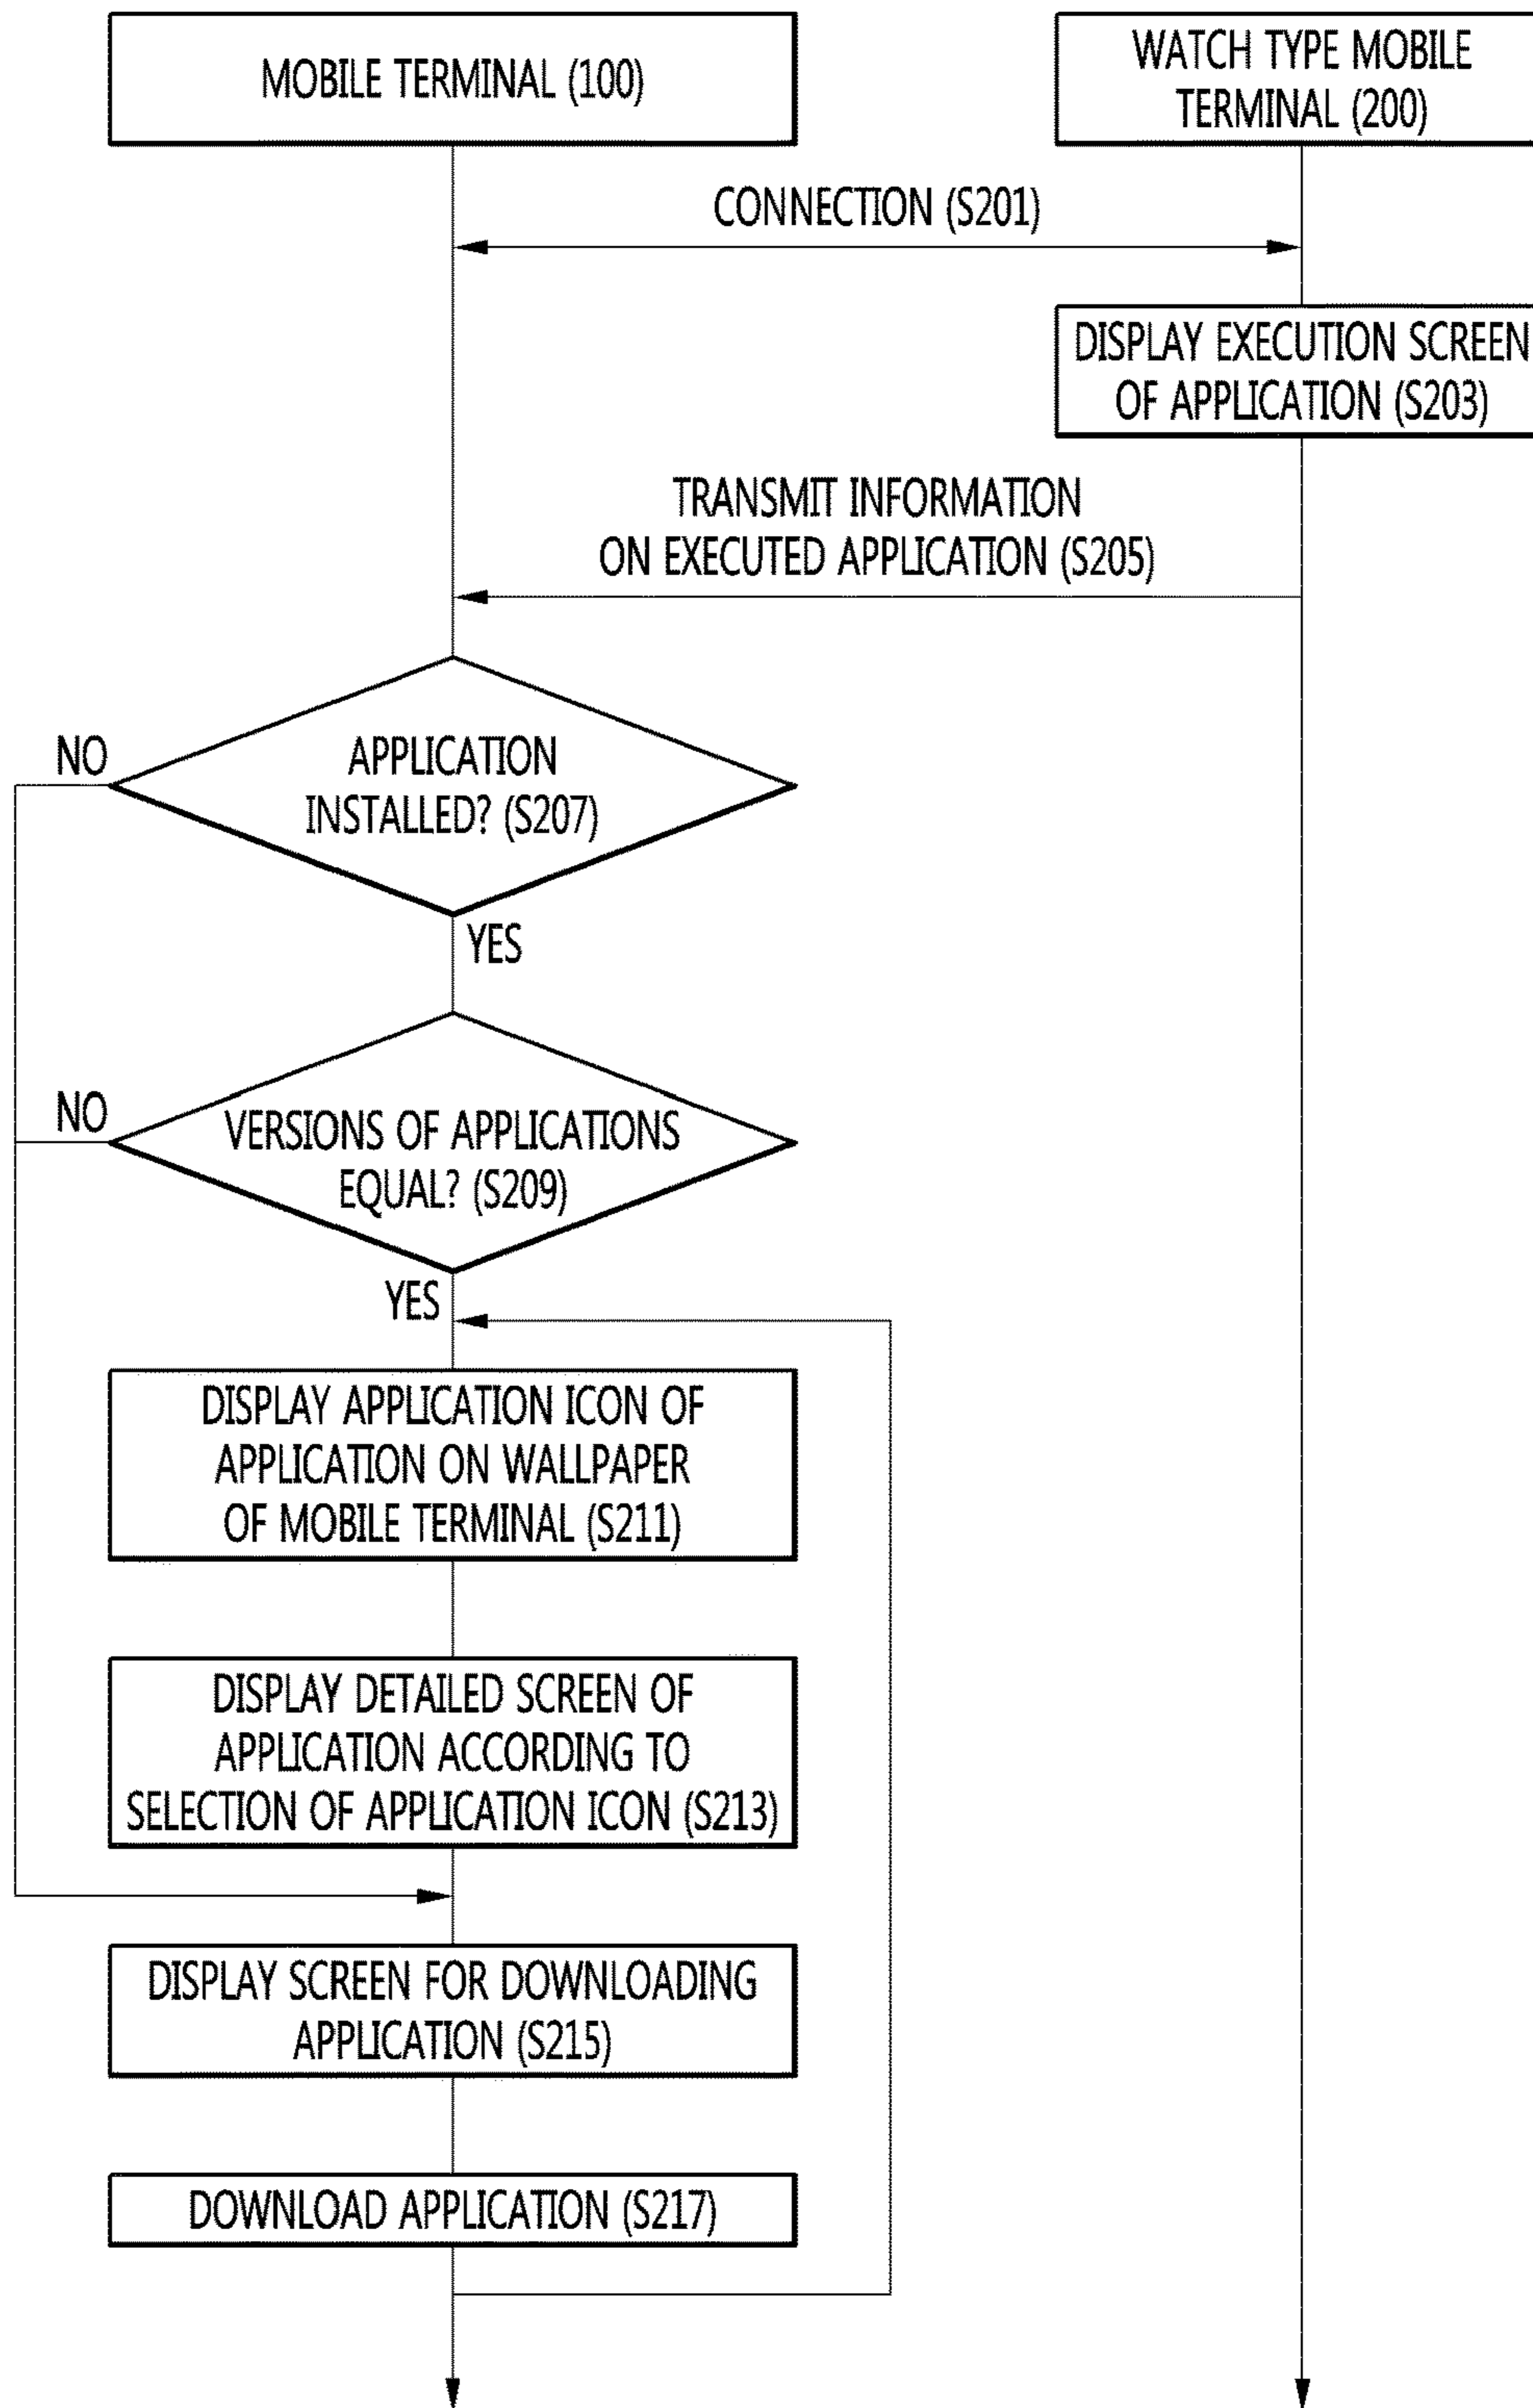 MOBILE TERMINAL (100)
WATCH TYPE MOBILE
TERMINAL (200)
CONNECTION (S201)
DISPLAY EXECUTION SCREEN
OF APPLICATION (S203)
TRANSMIT INFORMATION
ON EXECUTED APPLICATION (S205)
NO
APPLICATION
INSTALLED? (S207)
YES
NO
VERSIONS OF APPLICATIONS
EQUAL? (S209)
YES
DISPLAY APPLICATION ICON OF
APPLICATION ON WALLPAPER
OF MOBILE TERMINAL (S211)
DISPLAY DETAILED SCREEN OF
APPLICATION ACCORDING TO
SELECTION OF APPLICATION ICON (S213)
DISPLAY SCREEN FOR DOWNLOADING
APPLICATION (S215)
DOWNLOAD APPLICATION (S217)